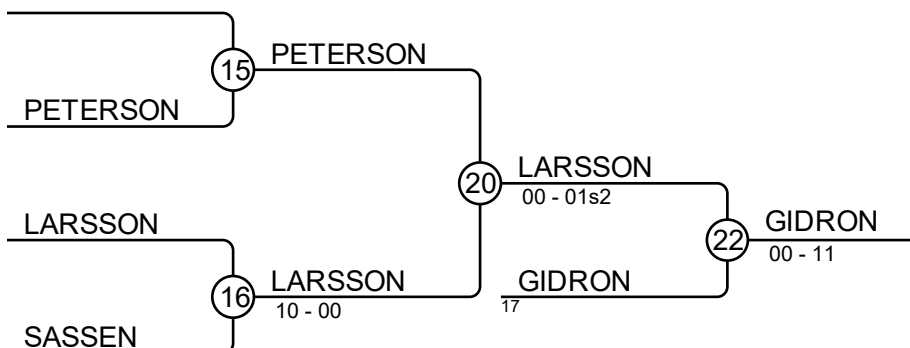 15
PETERSON
PETERSON
20
LARSSON
00 - 01s2
LARSSON
22
GIDRON
00 - 11
16
LARSSON
10 - 00
GIDRON
17
SASSEN